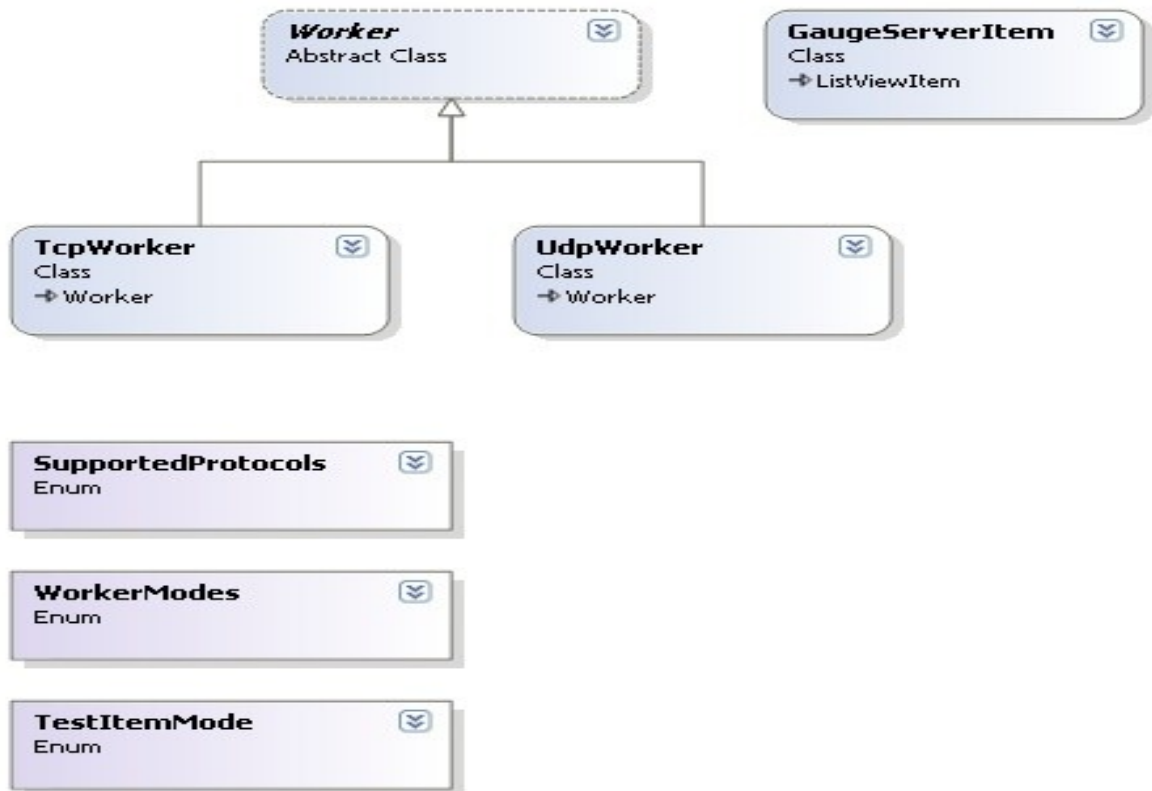 Worker
Abstract Class
GaugeServerItem
Class
ListViewItem
TcpWorker
Class
Worker
UdpWorker
Class
Worker
SupportedProtocols
Enum
WorkerModes
Enum
TestItemMode
Enum